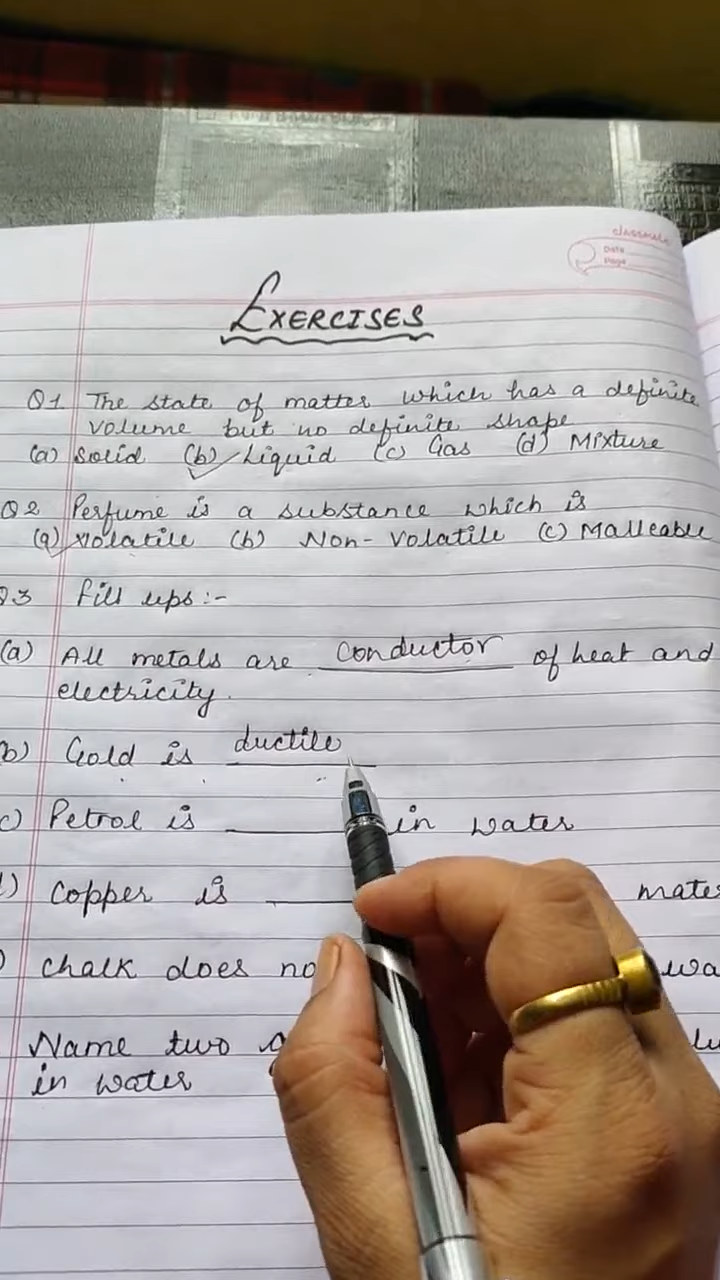 classmate
Date
Page
EXERCISES
Q1 The state of matter which has a definite
volume but no definite shape
(a) Solid (b) Liquid (c) Gas (d) Mixture
Q2 Perfume is a substance which is
(a) Volatile (b) Non-Volatile (c) Malleable
Q3 Fill ups:-
(a) All metals are conductor of heat and
electricity.
(b) Gold is ductile
c) Petrol is ______ in water
) Copper is ______
) Chalk does
Name two
in water